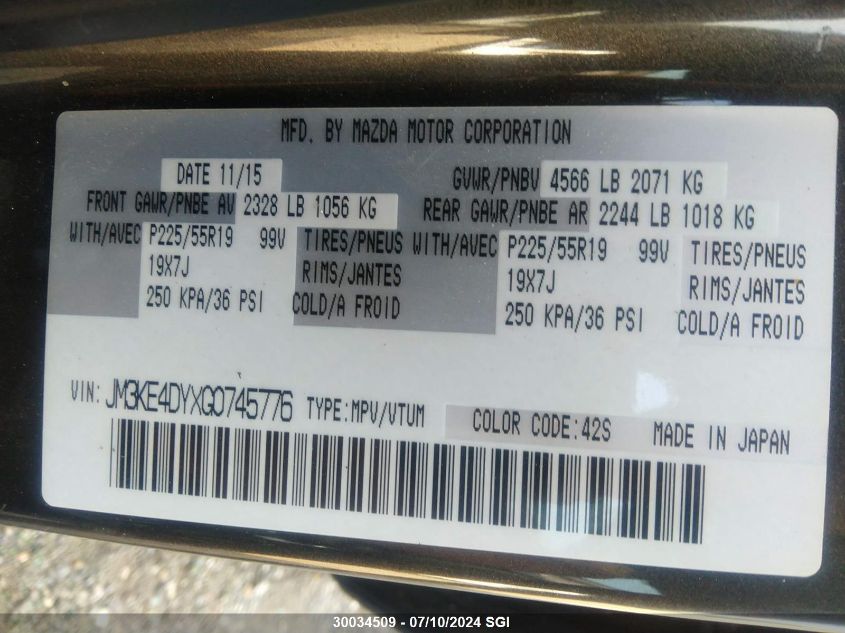 MFD. BY MAZDA MOTOR CORPORATION
DATE 11/15 GVWR/PNBV 4566 LB 2071 KG
FRONT GAWR/PNBE AV 2328 LB 1056 KG REAR GAWR/PNBE AR 2244 LB 1018 KG
WITH/AVEC P225/55R19 99V TIRES/PNEUS WITH/AVEC P225/55R19 99V TIRES/PNEUS
19X7J RIMS/JANTES 19X7J RIMS/JANTES
250 KPA/36 PSI COLD/A FROID 250 KPA/36 PSI COLD/A FROID
VIN: JM3KE4DYXG0745776 TYPE:MPV/VTUM COLOR CODE:42S MADE IN JAPAN
30034509 - 07/10/2024 SGI